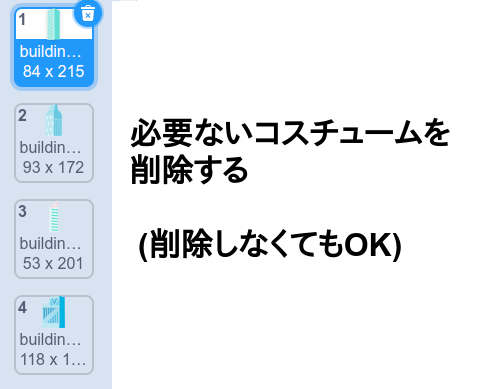 1
buildin…
84 x 215
2
buildin…
93 x 172
3
buildin…
53 x 201
4
buildin…
118 x 1…
必要ないコスチュームを
削除する
(削除しなくてもOK)